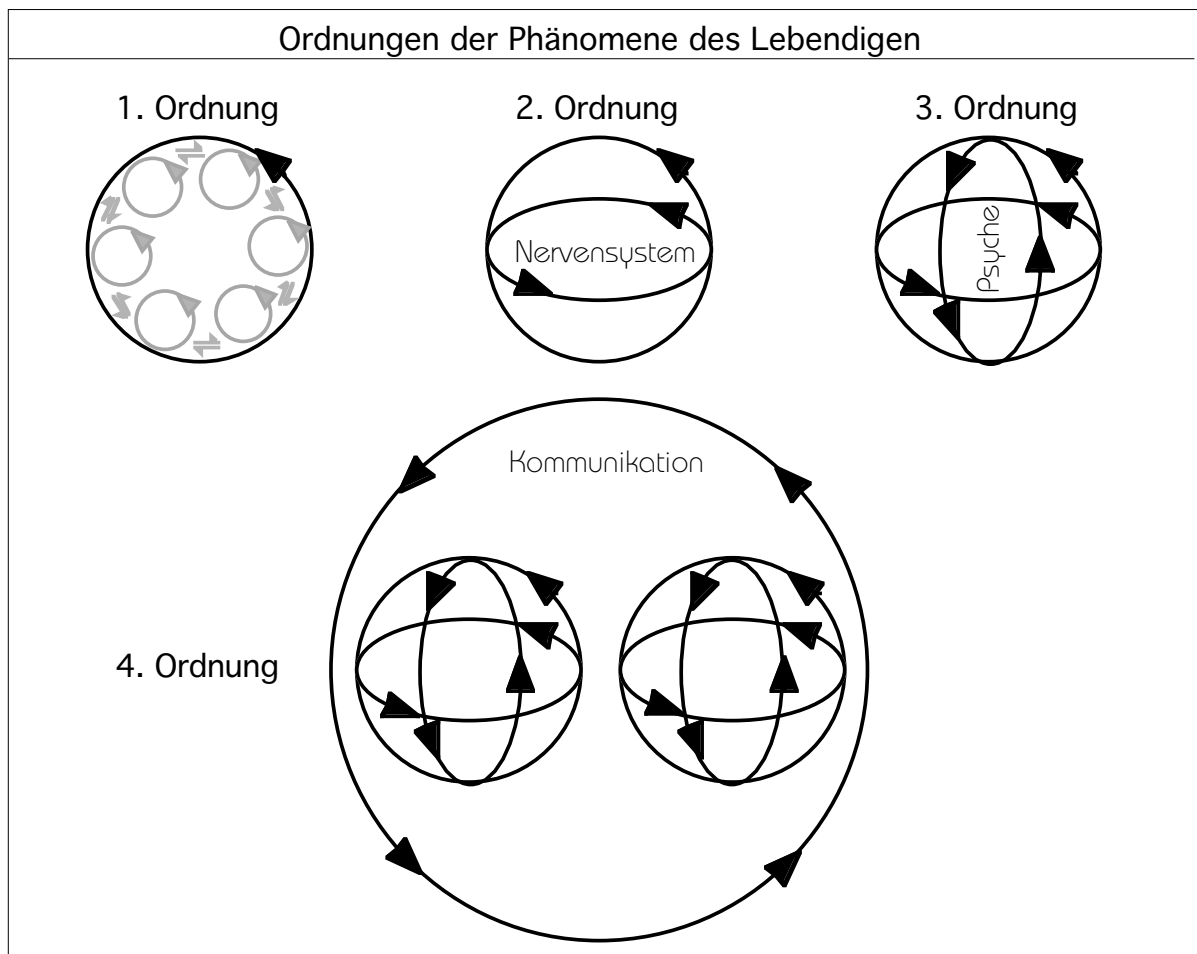 Ordnungen der Phänomene des Lebendigen
1. Ordnung
2. Ordnung
3. Ordnung
Nervensystem
Psyche
Kommunikation
4. Ordnung